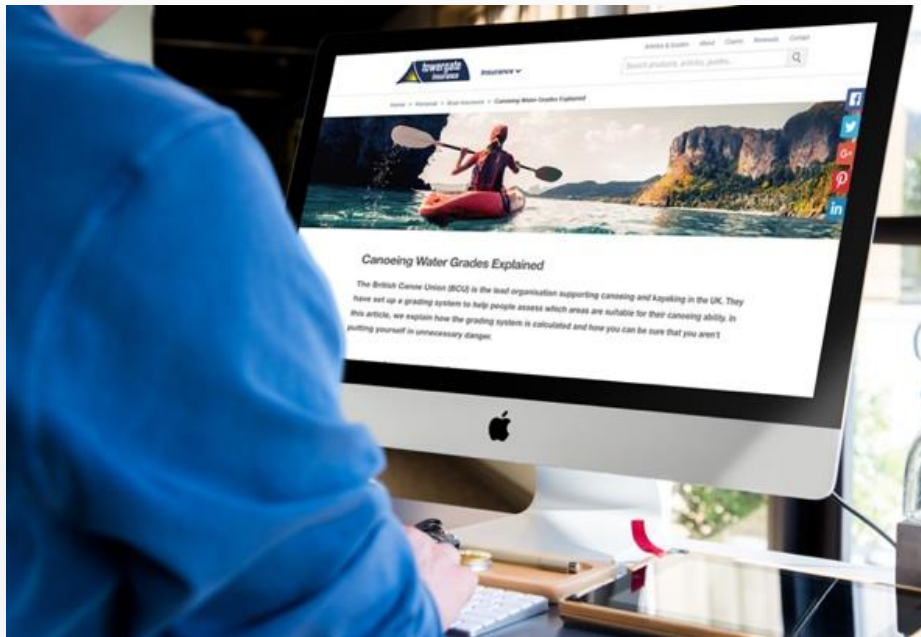 Articles & Guides About Claims Renewals Contact
towergate
insurance
Insurance
Search products, articles, guides...
Home > Personal > Boat Insurance > Canoeing Water Grades Explained
f
G+
in
Canoeing Water Grades Explained
The British Canoe Union (BCU) is the lead organisation supporting canoeing and kayaking in the UK. They
have set up a grading system to help people assess which areas are suitable for their canoeing ability. In
this article, we explain how the grading system is calculated and how you can be sure that you aren't
putting yourself in unnecessary danger.